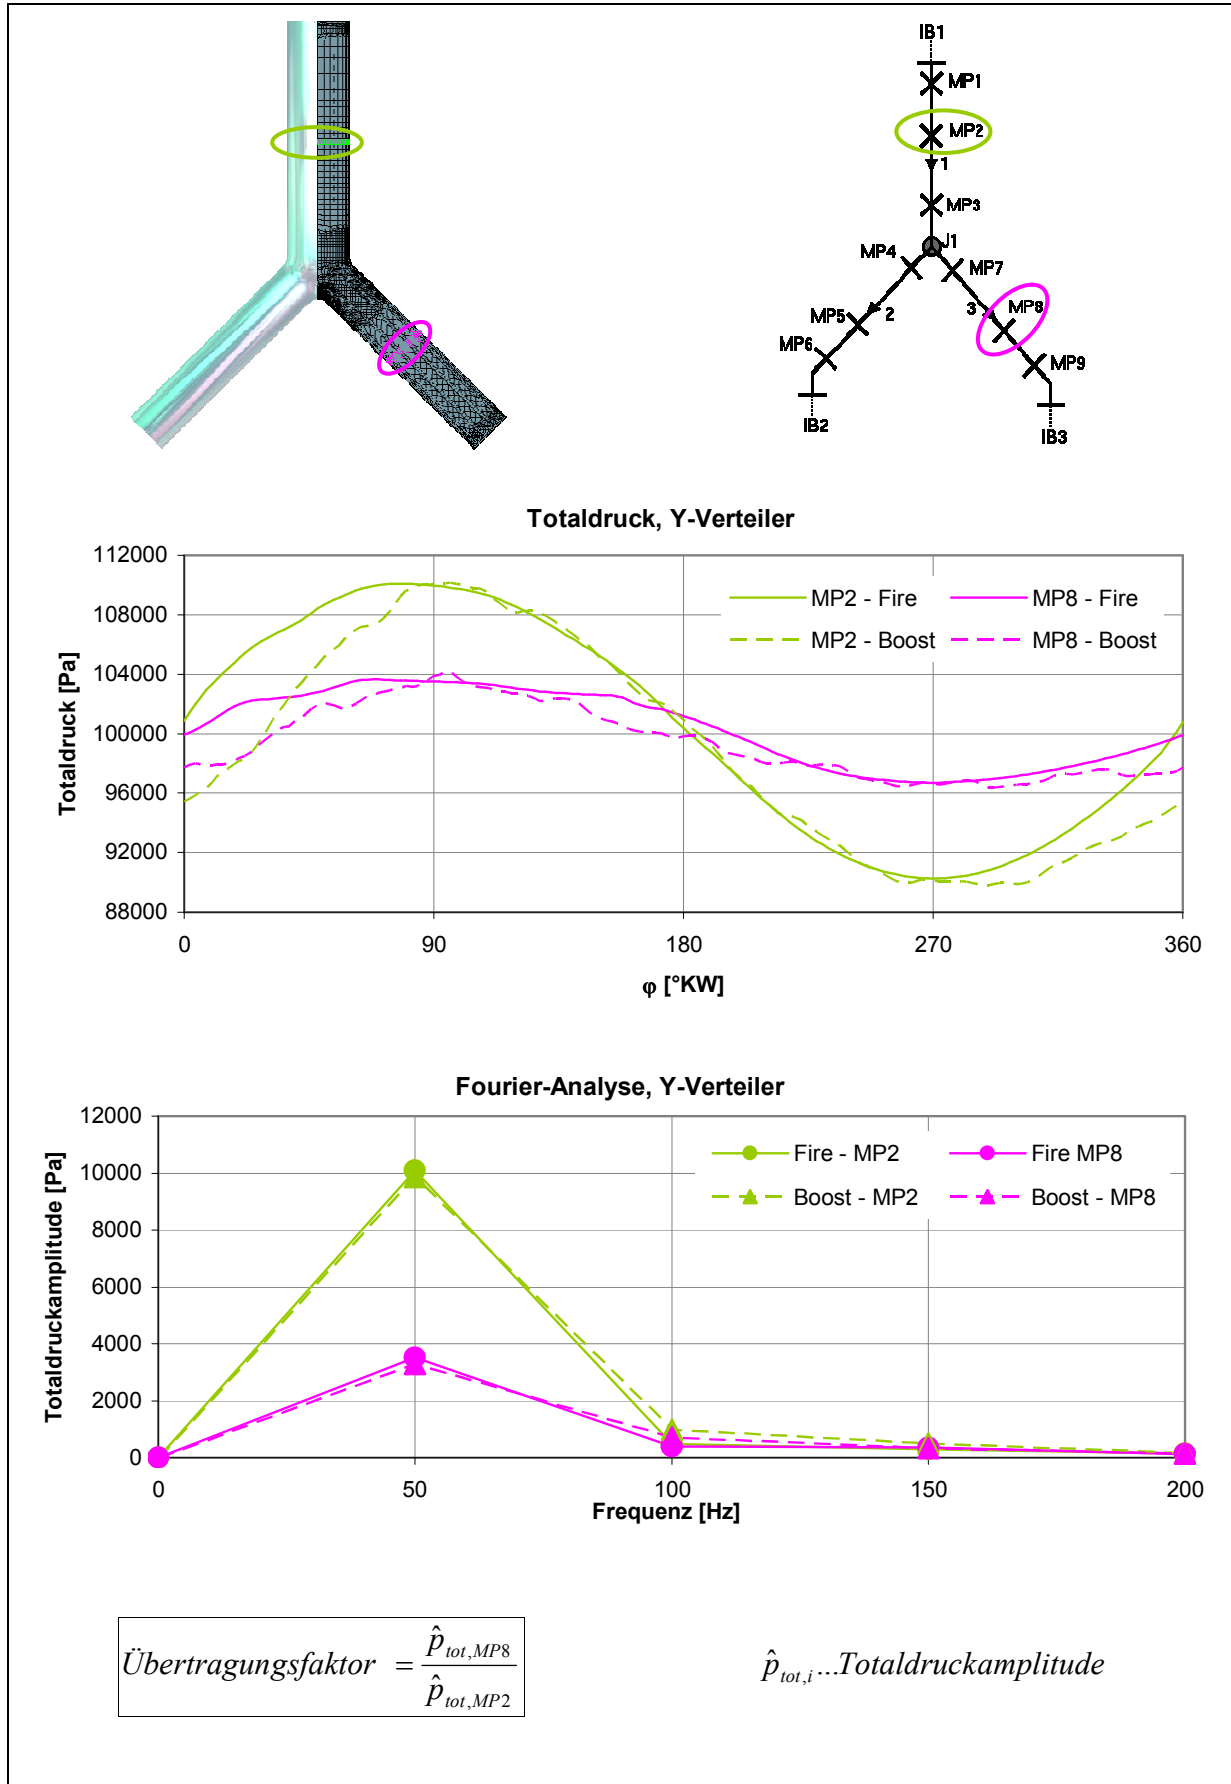 IB1
MP1
MP2
1
MP3
J1
MP4
MP7
2
3
MP8
MP5
MP6
MP9
IB2
IB3
Totaldruck, Y-Verteiler
112000
108000
104000
100000
96000
92000
88000
Totaldruck [Pa]
MP2 - Fire
MP8 - Fire
MP2 - Boost
MP8 - Boost
0 90 180 270 360
φ [°KW]
Fourier-Analyse, Y-Verteiler
12000
10000
8000
6000
4000
2000
0
Totaldruckamplitude [Pa]
Fire - MP2
Fire MP8
Boost - MP2
Boost - MP8
0 50 100 150 200
Frequenz [Hz]
Übertragungsfaktor = p̂ tot,MP8 / p̂ tot,MP2
p̂ tot,i ...Totaldruckamplitude